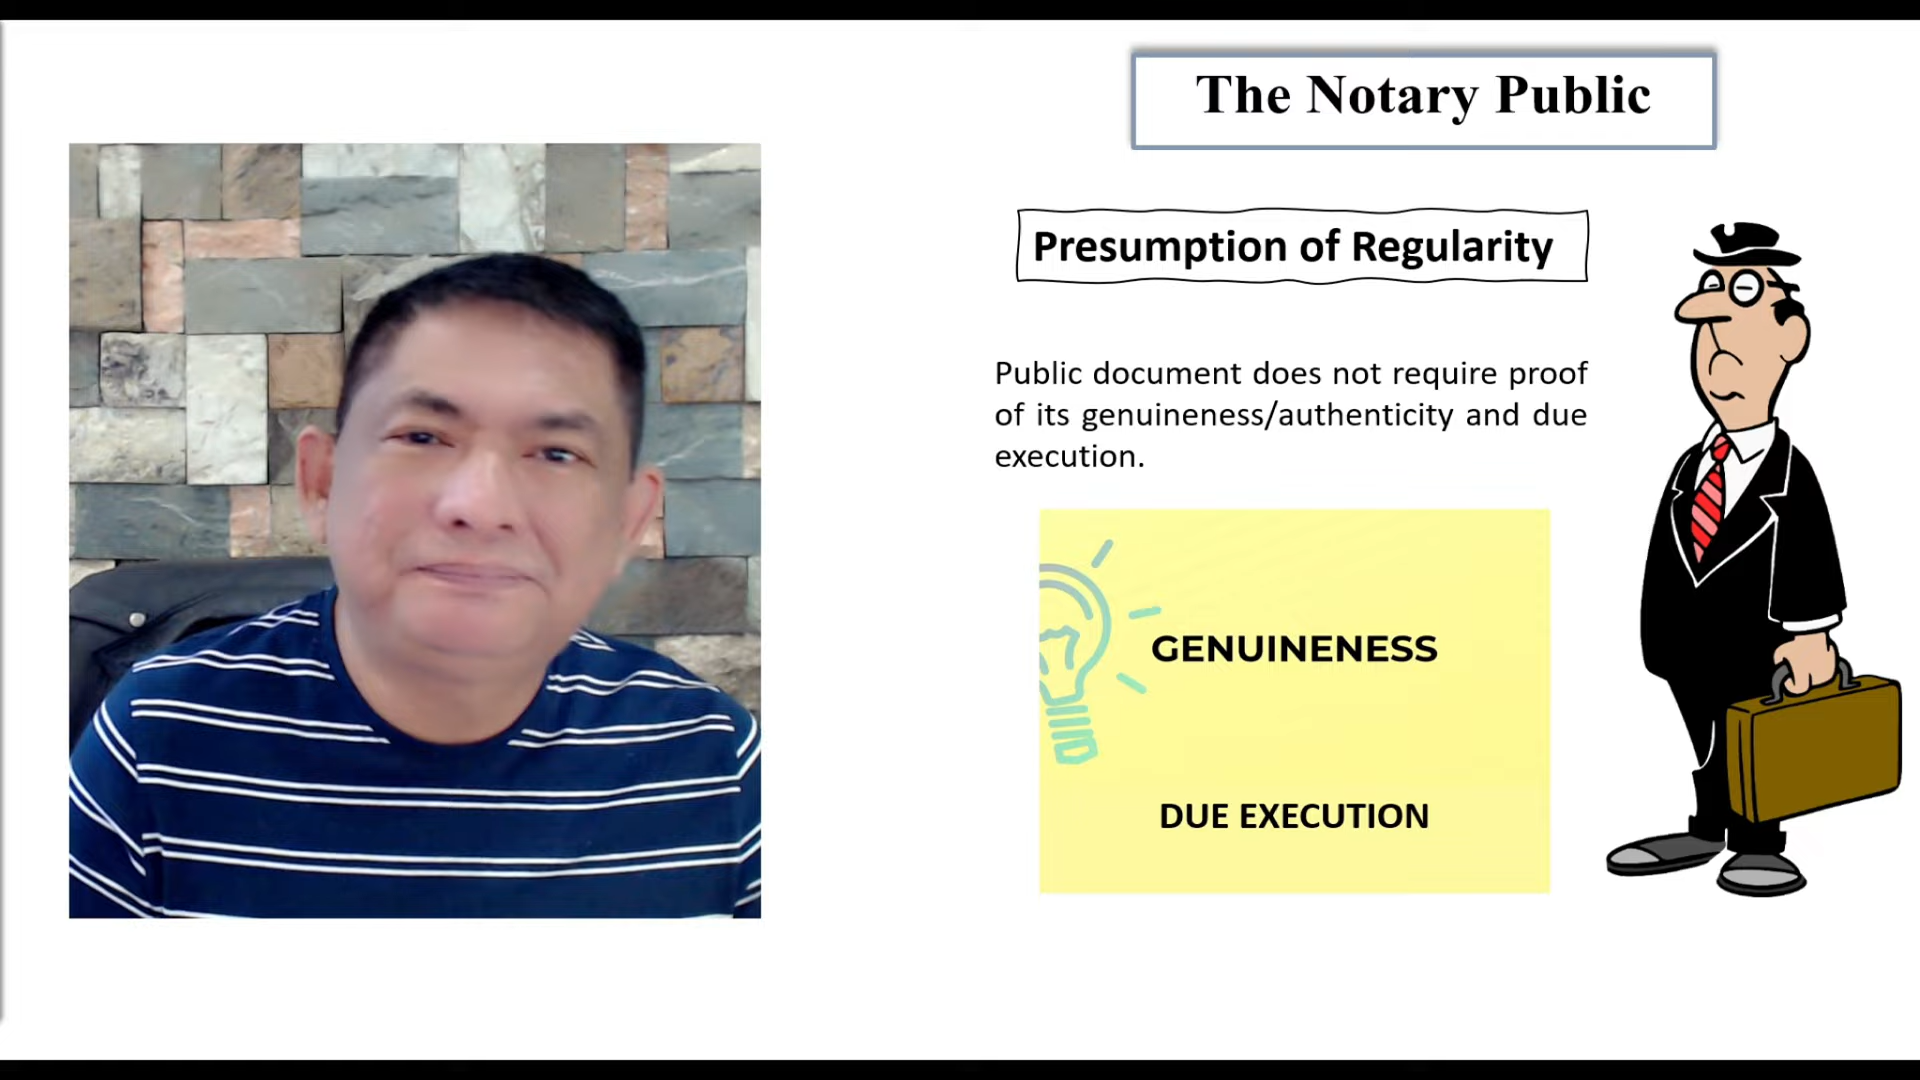 The Notary Public
Presumption of Regularity
Public document does not require proof
of its genuineness/authenticity and due
execution.
GENUINENESS
DUE EXECUTION